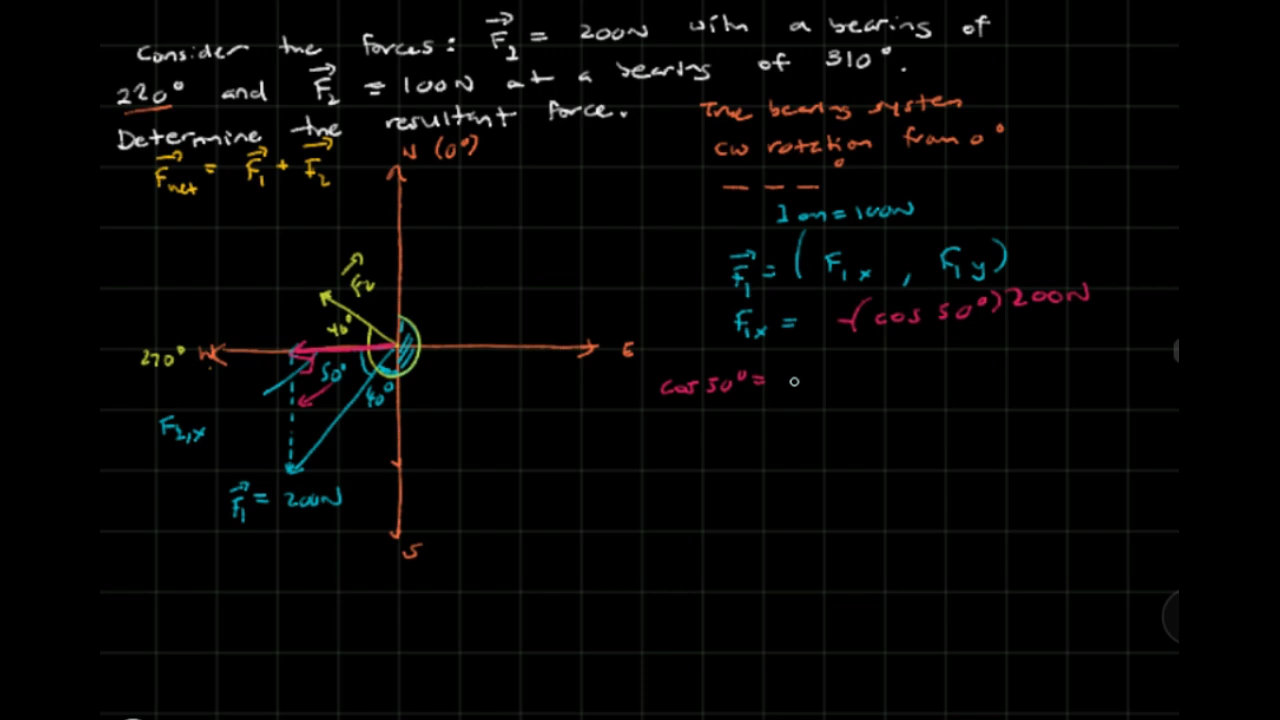 Consider the forces: F₂ = 200N with a bearing of
220° and F₂ = 100N at a bearing of 310°.
Determine the resultant force.
Fnet = F₁ + F₂
N (0°)
True bearing system
CW rotation from 0°
_ _ _ °
1 cm = 100N
F₁ = ( F₁x , F₁y )
F₁x = -(cos 50°)200N
cos 50° =
F₂
40°
270° W
E
50°
40°
F₁,x
F₁ = 200N
S